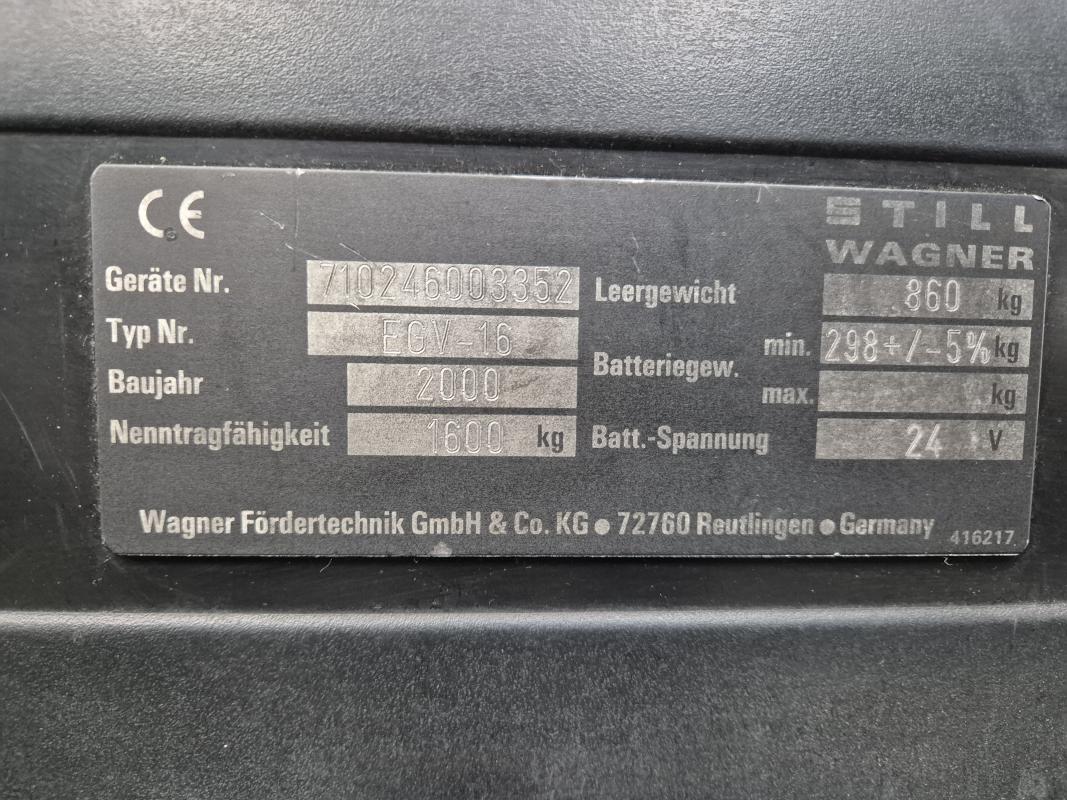 CE
STILL
WAGNER
Geräte Nr. 710246003352
Typ Nr. EGV-16
Baujahr 2000
Nenntragfähigkeit 1600 kg
Leergewicht 860 kg
Batteriegew. min. 298+/-5% kg
max. kg
Batt.-Spannung 24 V
Wagner Fördertechnik GmbH & Co. KG ● 72760 Reutlingen ● Germany
416217